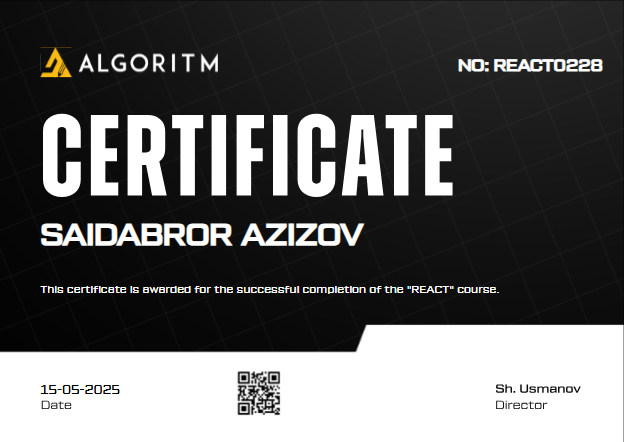 ALGORITM
NO: REACT0228
CERTIFICATE
SAIDABROR AZIZOV
This certificate is awarded for the successful completion of the "REACT" course.
15-05-2025
Date
Sh. Usmanov
Director